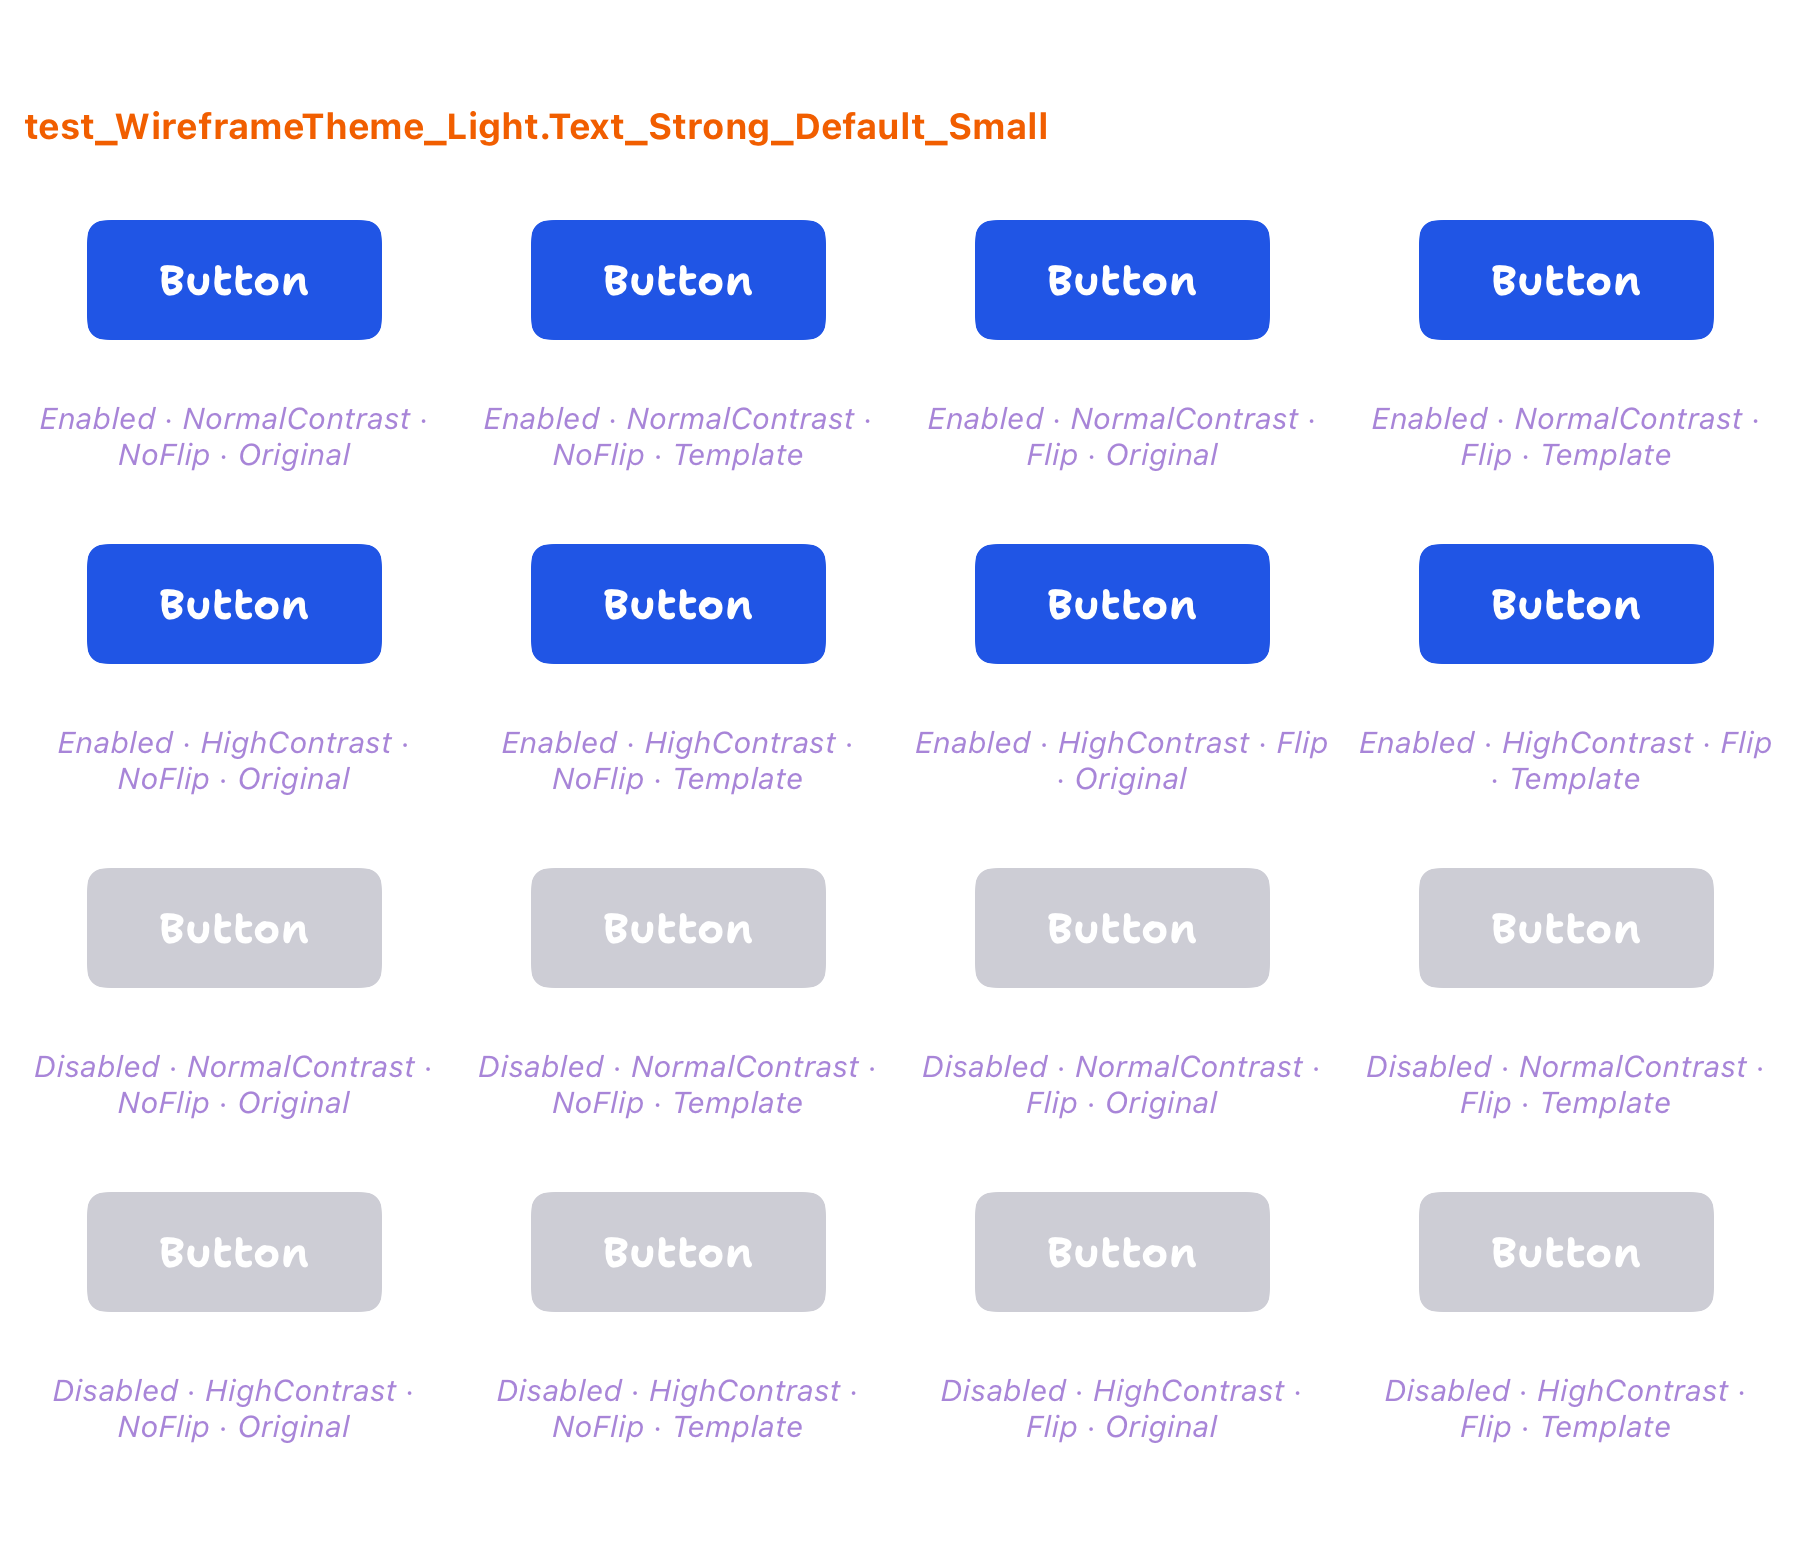 test_WireframeTheme_Light.Text_Strong_Default_Small
Button Button Button Button
Enabled · NormalContrast · Enabled · NormalContrast · Enabled · NormalContrast · Enabled · NormalContrast ·
NoFlip · Original NoFlip · Template Flip · Original Flip · Template
Button Button Button Button
Enabled · HighContrast · Enabled · HighContrast · Enabled · HighContrast · Flip Enabled · HighContrast · Flip
NoFlip · Original NoFlip · Template · Original · Template
Button Button Button Button
Disabled · NormalContrast · Disabled · NormalContrast · Disabled · NormalContrast · Disabled · NormalContrast ·
NoFlip · Original NoFlip · Template Flip · Original Flip · Template
Button Button Button Button
Disabled · HighContrast · Disabled · HighContrast · Disabled · HighContrast · Disabled · HighContrast ·
NoFlip · Original NoFlip · Template Flip · Original Flip · Template